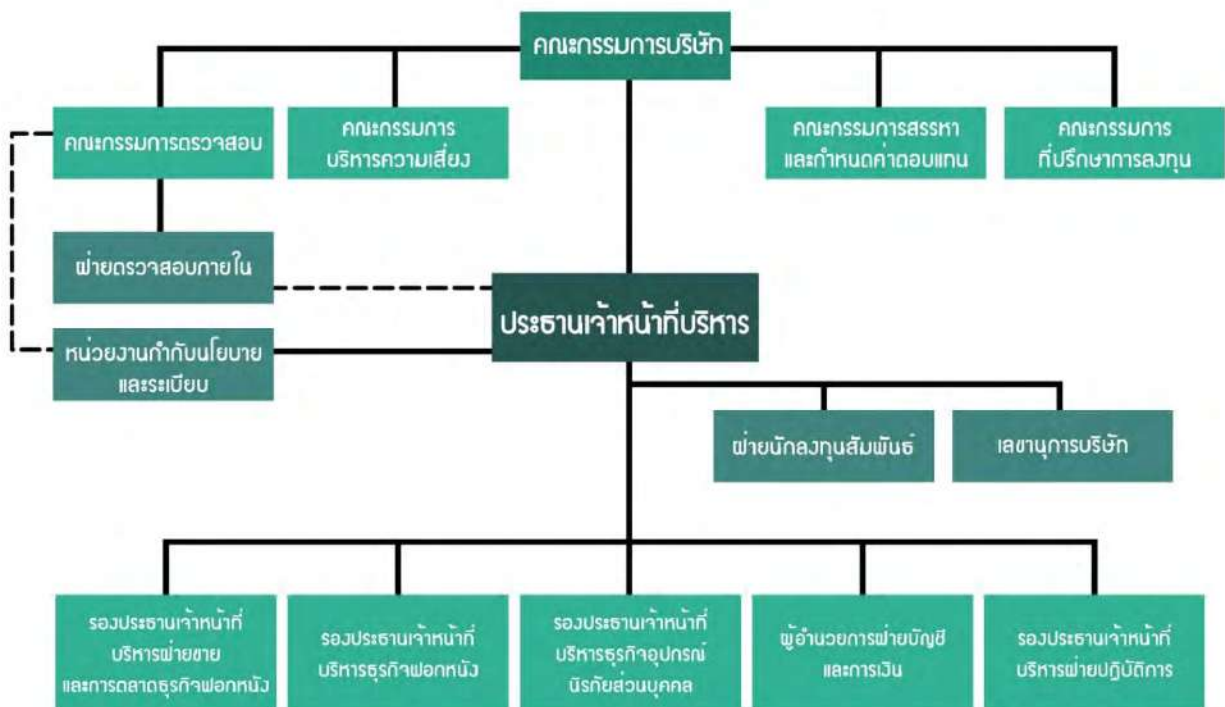 คณะกรรมการบริษัท
คณะกรรมการตรวจสอบ
คณะกรรมการ
บริหารความเสี่ยง
คณะกรรมการสรรหา
และกำหนดค่าตอบแทน
คณะกรรมการ
ที่ปรึกษาการลงทุน
ฝ่ายตรวจสอบภายใน
ประธานเจ้าหน้าที่บริหาร
หน่วยงานกำกับนโยบาย
และระเบียบ
ฝ่ายนักลงทุนสัมพันธ์
เลขานุการบริษัท
รองประธานเจ้าหน้าที่
บริหารฝ่ายขาย
และการตลาดธุรกิจฟอกหนัง
รองประธานเจ้าหน้าที่
บริหารธุรกิจฟอกหนัง
รองประธานเจ้าหน้าที่
บริหารธุรกิจอุปกรณ์
นิรภัยส่วนบุคคล
ผู้อำนวยการฝ่ายบัญชี
และการเงิน
รองประธานเจ้าหน้าที่
บริหารฝ่ายปฏิบัติการ